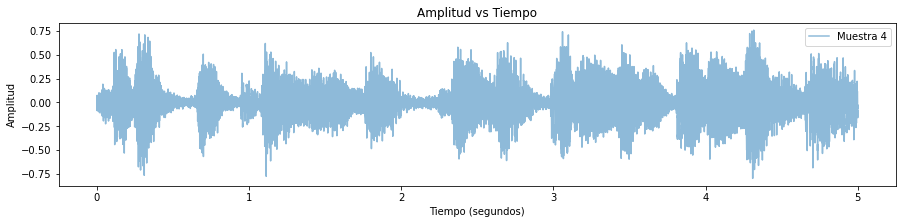 Amplitud vs Tiempo
Muestra 4
Amplitud
0.75
0.50
0.25
0.00
−0.25
−0.50
−0.75
0 1 2 3 4 5
Tiempo (segundos)